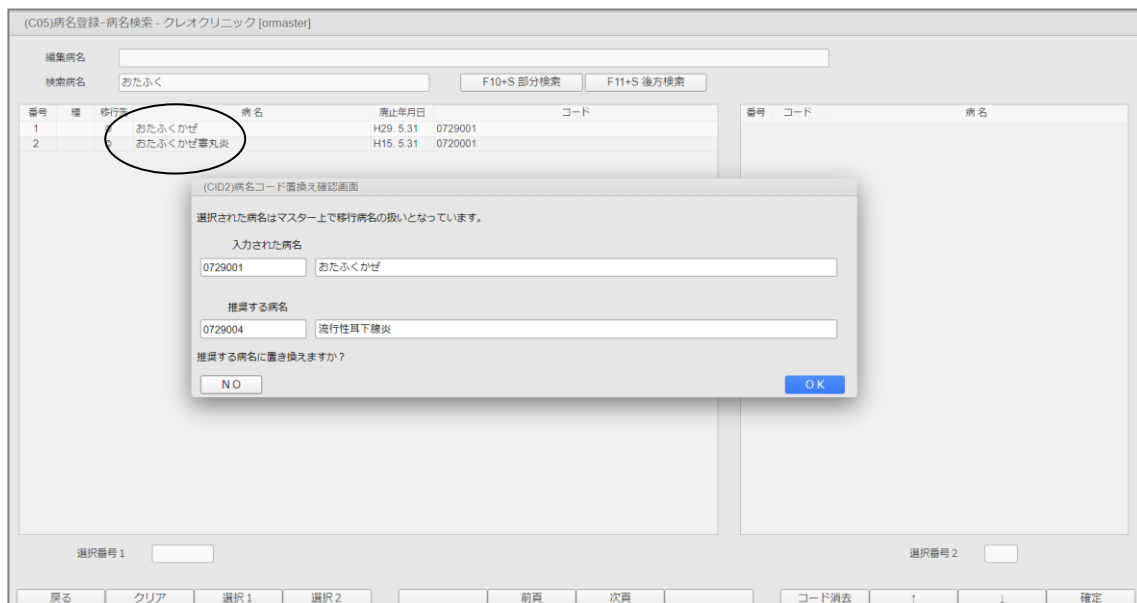 (C05)病名登録−病名検索 - クレオクリニック [ormaster]
編集病名
検索病名 おたふく F10+S 部分検索 F11+S 後方検索
番号 種 移行先 病名 廃止年月日 コード 番号 コード 病名
1 おたふくかぜ H29. 5.31 0729001
2 おたふくかぜ睾丸炎 H15. 5.31 0720001
(CID2)病名コード置換え確認画面
選択された病名はマスター上で移行病名の扱いとなっています。
入力された病名
0729001 おたふくかぜ
推奨する病名
0729004 流行性耳下腺炎
推奨する病名に置き換えますか？
NO OK
選択番号1 選択番号2
戻る クリア 選択1 選択2 前頁 次頁 コード消去 ↑ ↓ 確定